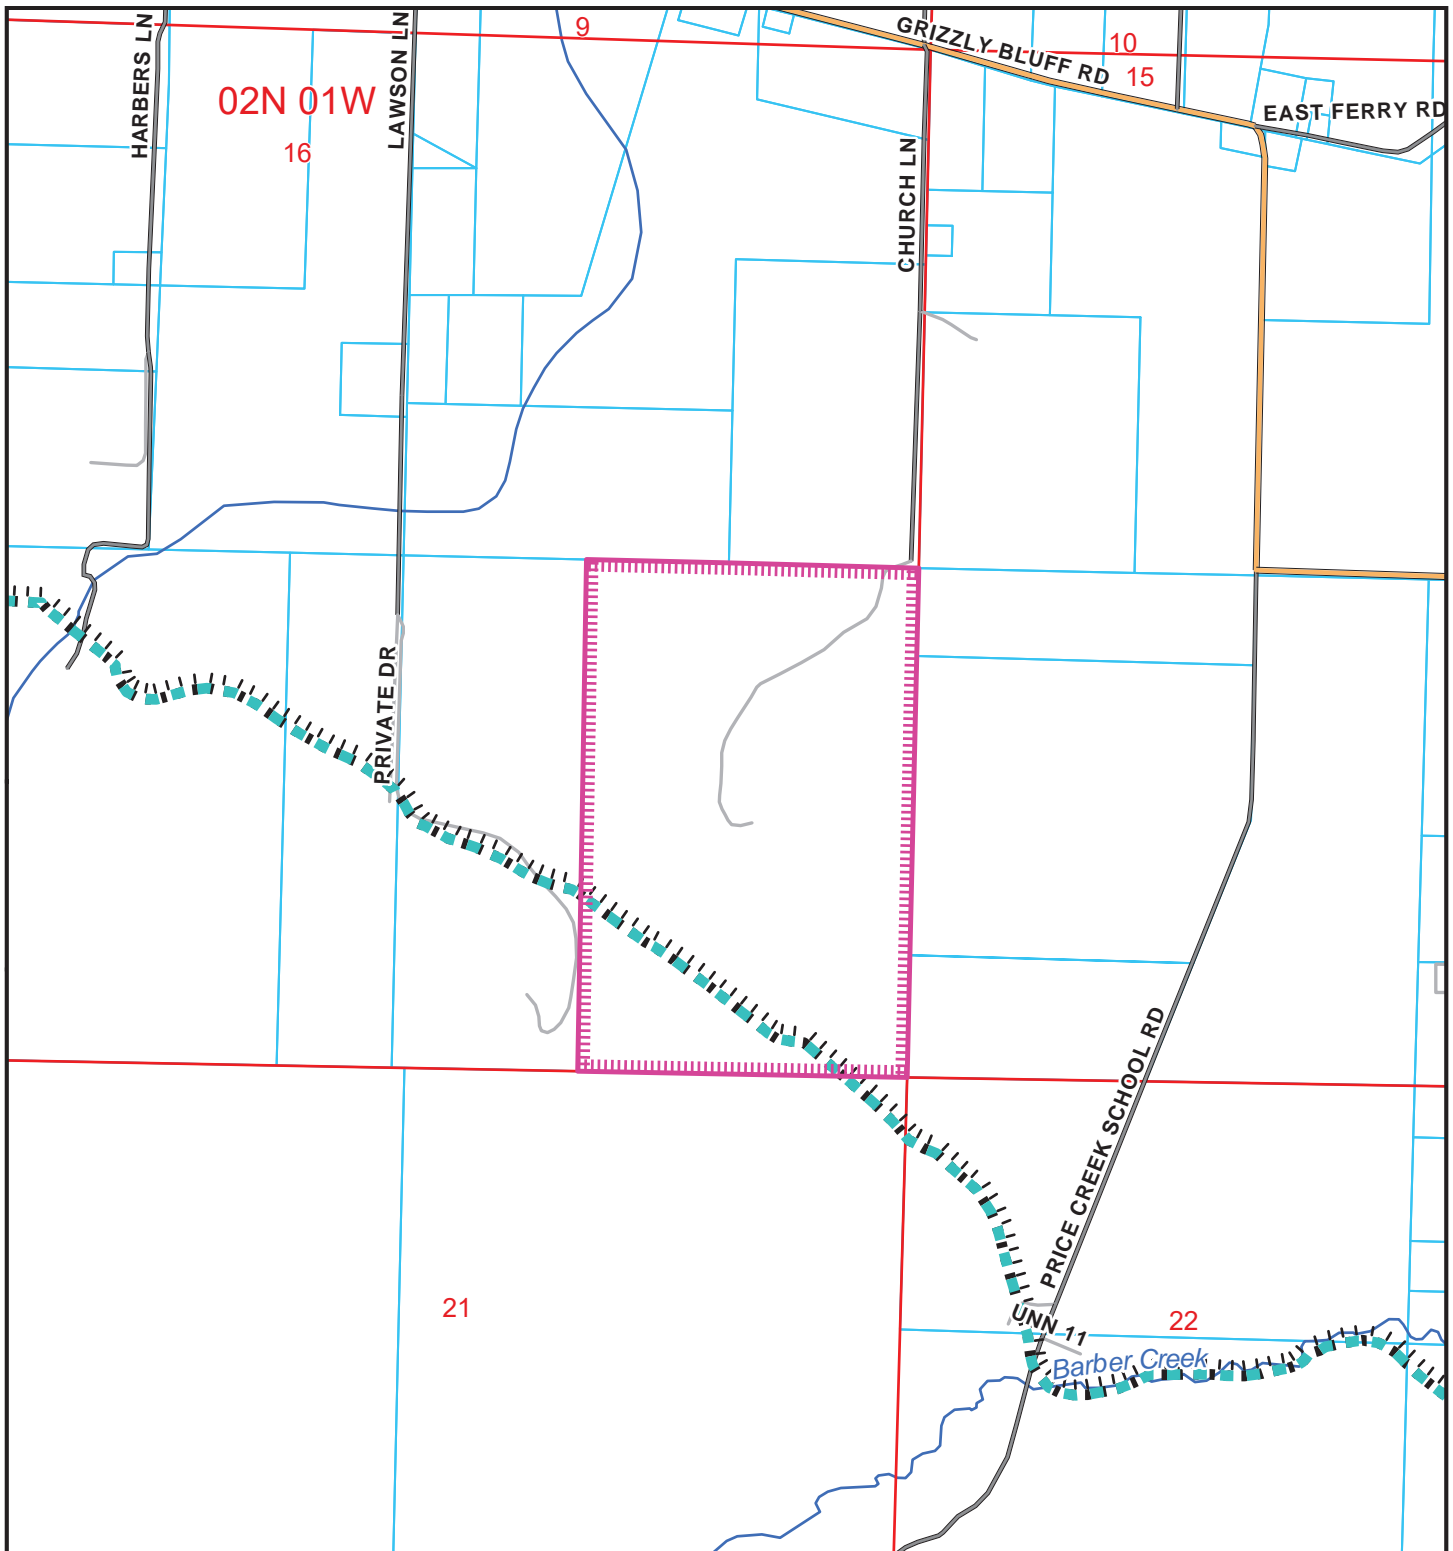 9
GRIZZLY BLUFF RD
10
15
HARBERS LN
LAWSON LN
02N 01W
EAST FERRY RD
16
CHURCH LN
PRIVATE DR
PRICE CREEK SCHOOL RD
21
UNN 11
22
Barber Creek